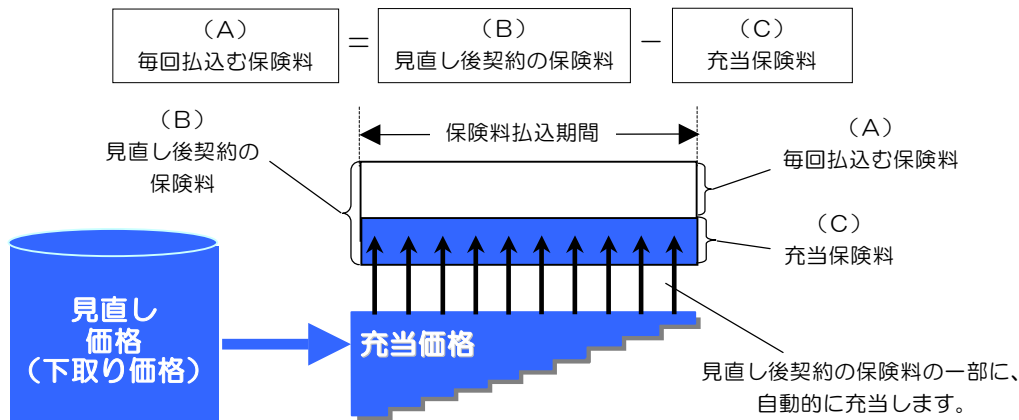 （A）
毎回払込む保険料
＝
（B）
見直し後契約の保険料
−
（C）
充当保険料
（B）
見直し後契約の
保険料
保険料払込期間
（A）
毎回払込む保険料
（C）
充当保険料
見直し
価格
（下取り価格）
充当価格
見直し後契約の保険料の一部に、
自動的に充当します。